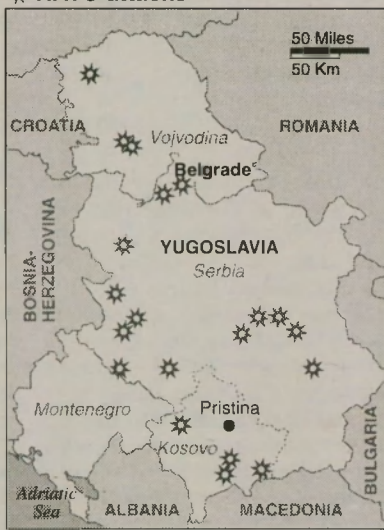 50 Miles
50 Km
CROATIA
Vojvodina
ROMANIA
Belgrade
YUGOSLAVIA
Serbia
BOSNIA-
HERZEGOVINA
Montenegro
Pristina
Kosovo
BULGARIA
Adriatic
Sea
ALBANIA
MACEDONIA